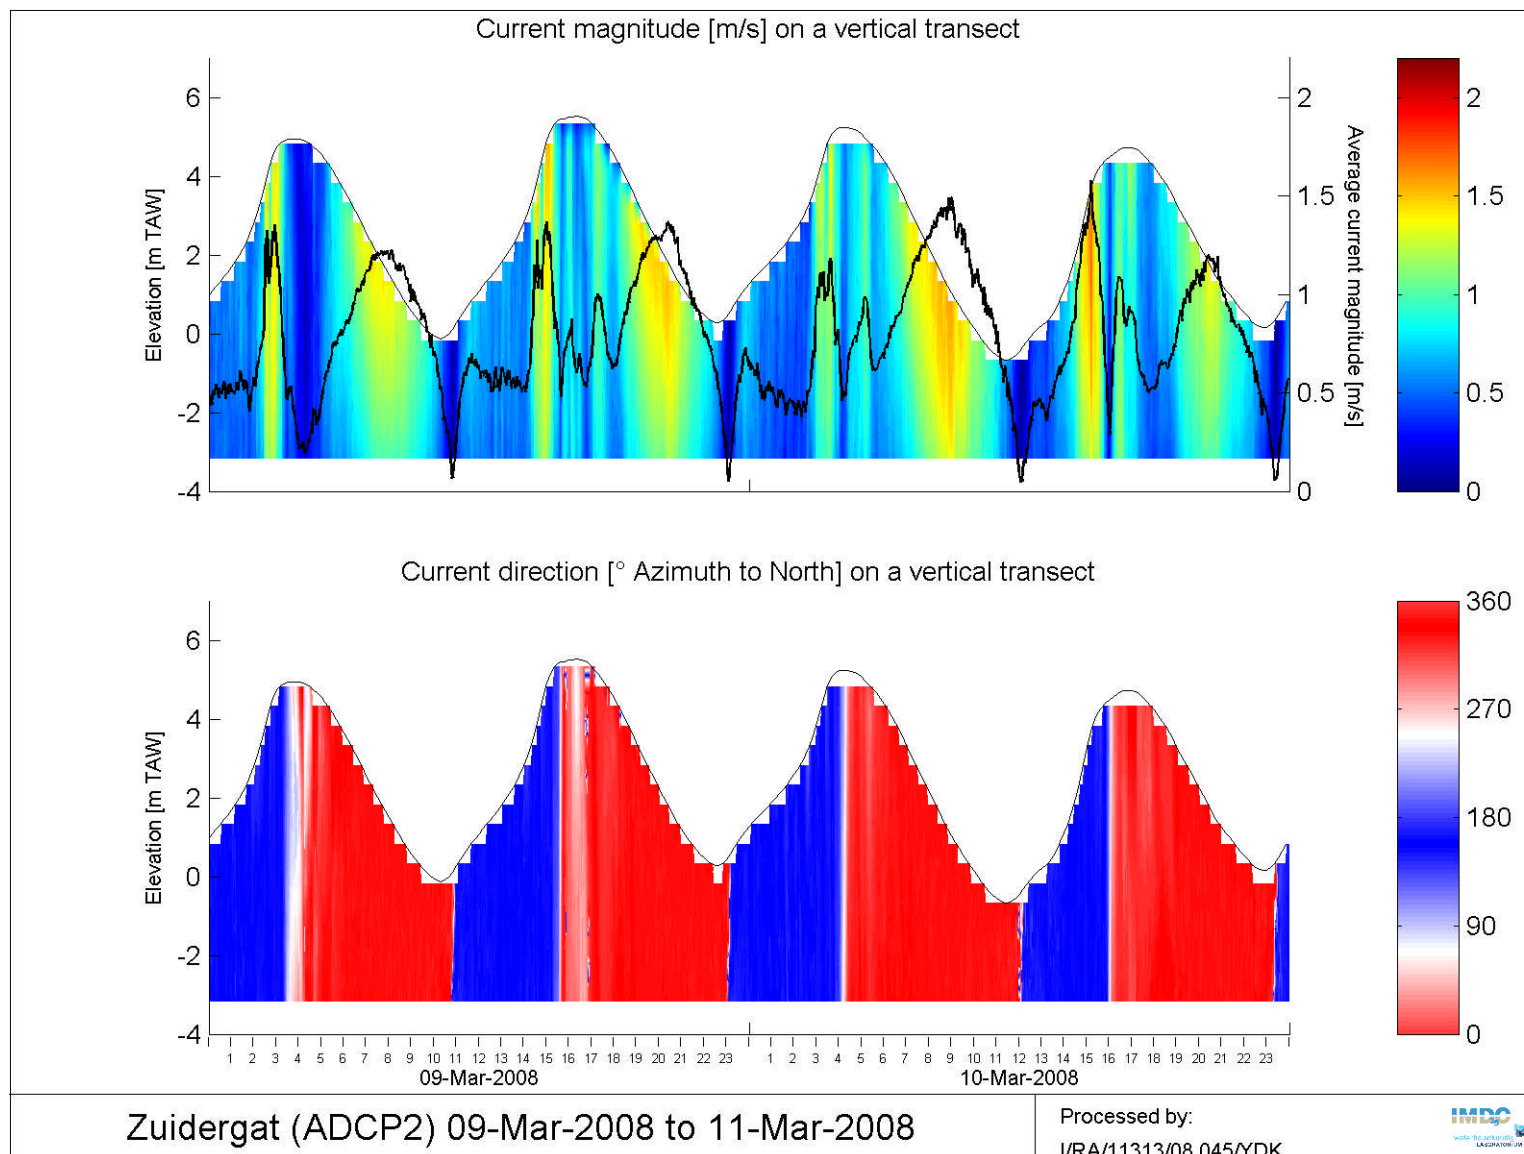 Current magnitude [m/s] on a vertical transect
Elevation [m TAW]
6
4
2
0
-2
-4
2
1.5
1
0.5
0
Average current magnitude [m/s]
2
1.5
1
0.5
0
Current direction [° Azimuth to North] on a vertical transect
Elevation [m TAW]
6
4
2
0
-2
-4
360
270
180
90
0
1 2 3 4 5 6 7 8 9 10 11 12 13 14 15 16 17 18 19 20 21 22 23 1 2 3 4 5 6 7 8 9 10 11 12 13 14 15 16 17 18 19 20 21 22 23
09-Mar-2008 10-Mar-2008
Zuidergat (ADCP2) 09-Mar-2008 to 11-Mar-2008
Processed by:
I/RA/11313/08.045/YDK
IMDC
LABORATORIUM